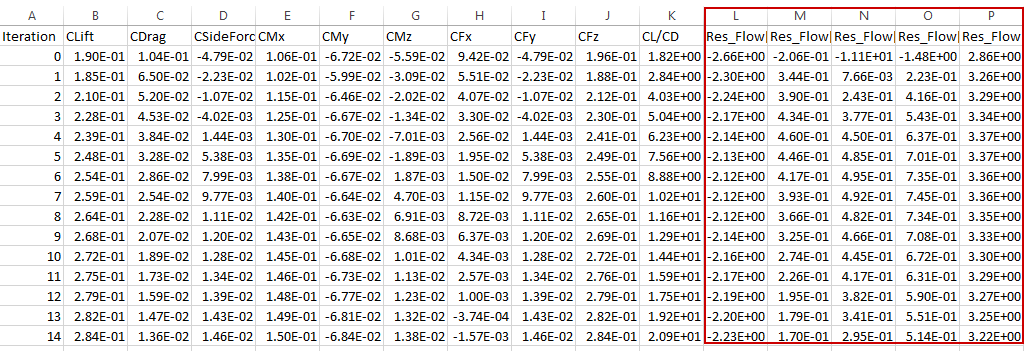 A B C D E F G H I J K L M N O P
Iteration CLift CDrag CSideForc CMx CMy CMz CFx CFy CFz CL/CD Res_Flow Res_Flow Res_Flow Res_Flow Res_Flow
0 1.90E-01 1.04E-01 -4.79E-02 1.06E-01 -6.72E-02 -5.59E-02 9.42E-02 -4.79E-02 1.96E-01 1.82E+00 -2.66E+00 -2.06E-01 -1.11E+01 -1.48E+00 2.86E+00
1 1.85E-01 6.50E-02 -2.23E-02 1.02E-01 -5.99E-02 -3.09E-02 5.51E-02 -2.23E-02 1.88E-01 2.84E+00 -2.30E+00 3.44E-01 7.66E-03 2.23E-01 3.26E+00
2 2.10E-01 5.20E-02 -1.07E-02 1.15E-01 -6.46E-02 -2.02E-02 4.07E-02 -1.07E-02 2.12E-01 4.03E+00 -2.24E+00 3.90E-01 2.43E-01 4.16E-01 3.29E+00
3 2.28E-01 4.53E-02 -4.02E-03 1.25E-01 -6.67E-02 -1.34E-02 3.30E-02 -4.02E-03 2.30E-01 5.04E+00 -2.17E+00 4.34E-01 3.77E-01 5.43E-01 3.34E+00
4 2.39E-01 3.84E-02 1.44E-03 1.30E-01 -6.70E-02 -7.01E-03 2.56E-02 1.44E-03 2.41E-01 6.23E+00 -2.14E+00 4.60E-01 4.50E-01 6.37E-01 3.37E+00
5 2.48E-01 3.28E-02 5.38E-03 1.35E-01 -6.69E-02 -1.89E-03 1.95E-02 5.38E-03 2.49E-01 7.56E+00 -2.13E+00 4.46E-01 4.85E-01 7.01E-01 3.37E+00
6 2.54E-01 2.86E-02 7.99E-03 1.38E-01 -6.67E-02 1.87E-03 1.50E-02 7.99E-03 2.55E-01 8.88E+00 -2.12E+00 4.17E-01 4.95E-01 7.35E-01 3.36E+00
7 2.59E-01 2.54E-02 9.77E-03 1.40E-01 -6.64E-02 4.70E-03 1.15E-02 9.77E-03 2.60E-01 1.02E+01 -2.12E+00 3.93E-01 4.92E-01 7.45E-01 3.36E+00
8 2.64E-01 2.28E-02 1.11E-02 1.42E-01 -6.63E-02 6.91E-03 8.72E-03 1.11E-02 2.65E-01 1.16E+01 -2.12E+00 3.66E-01 4.82E-01 7.34E-01 3.35E+00
9 2.68E-01 2.07E-02 1.20E-02 1.43E-01 -6.65E-02 8.68E-03 6.37E-03 1.20E-02 2.69E-01 1.29E+01 -2.14E+00 3.25E-01 4.66E-01 7.08E-01 3.33E+00
10 2.72E-01 1.89E-02 1.28E-02 1.45E-01 -6.68E-02 1.01E-02 4.34E-03 1.28E-02 2.72E-01 1.44E+01 -2.16E+00 2.74E-01 4.45E-01 6.72E-01 3.30E+00
11 2.75E-01 1.73E-02 1.34E-02 1.46E-01 -6.73E-02 1.13E-02 2.57E-03 1.34E-02 2.76E-01 1.59E+01 -2.17E+00 2.26E-01 4.17E-01 6.31E-01 3.29E+00
12 2.79E-01 1.59E-02 1.39E-02 1.48E-01 -6.77E-02 1.23E-02 1.00E-03 1.39E-02 2.79E-01 1.75E+01 -2.19E+00 1.95E-01 3.82E-01 5.90E-01 3.27E+00
13 2.82E-01 1.47E-02 1.43E-02 1.49E-01 -6.81E-02 1.32E-02 -3.74E-04 1.43E-02 2.82E-01 1.92E+01 -2.20E+00 1.79E-01 3.41E-01 5.51E-01 3.25E+00
14 2.84E-01 1.36E-02 1.46E-02 1.50E-01 -6.84E-02 1.38E-02 -1.57E-03 1.46E-02 2.84E-01 2.09E+01 -2.23E+00 1.70E-01 2.95E-01 5.14E-01 3.22E+00